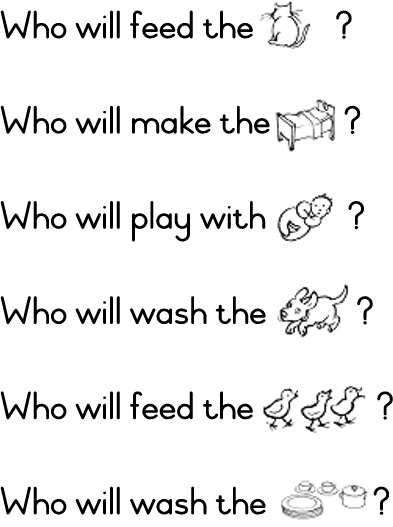 Who will feed the ?
Who will make the ?
Who will play with ?
Who will wash the ?
Who will feed the ?
Who will wash the ?